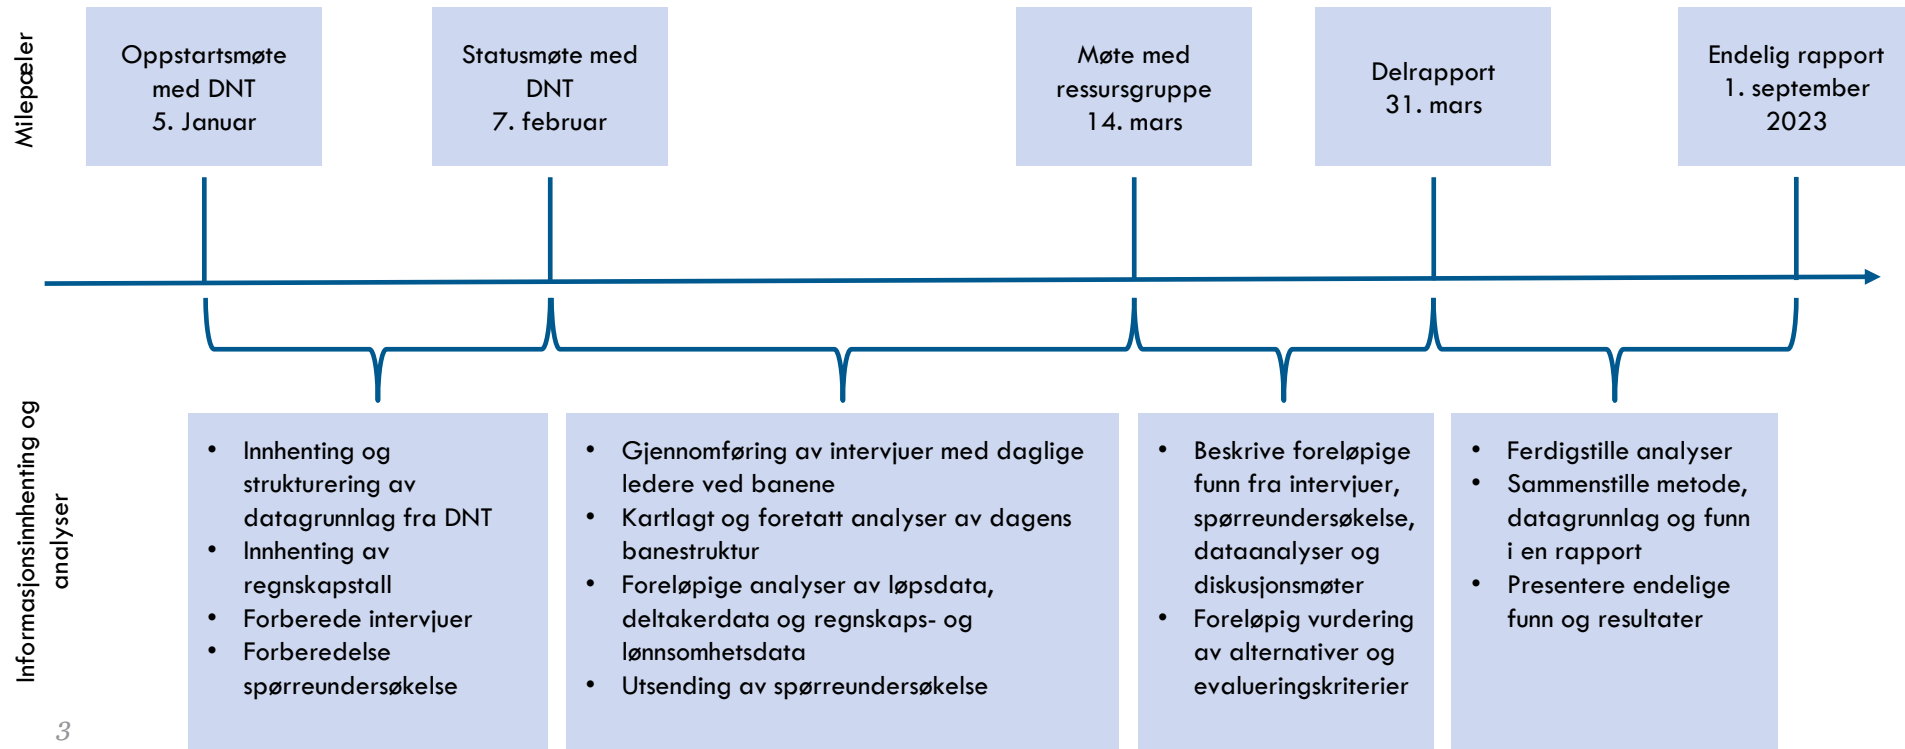 Milepæler
Oppstartsmøte
med DNT
5. Januar
Statusmøte med
DNT
7. februar
Møte med
ressursgruppe
14. mars
Delrapport
31. mars
Endelig rapport
1. september
2023
Informasjonsinnhenting og
analyser
• Innhenting og
strukturering av
datagrunnlag fra DNT
• Innhenting av
regnskapstall
• Forberede intervjuer
• Forberedelse
spørreundersøkelse
• Gjennomføring av intervjuer med daglige
ledere ved banene
• Kartlagt og foretatt analyser av dagens
banestruktur
• Foreløpige analyser av løpsdata,
deltakerdata og regnskaps- og
lønnsomhetsdata
• Utsending av spørreundersøkelse
• Beskrive foreløpige
funn fra intervjuer,
spørreundersøkelse,
dataanalyser og
diskusjonsmøter
• Foreløpig vurdering
av alternativer og
evalueringskriterier
• Ferdigstille analyser
• Sammenstille metode,
datagrunnlag og funn
i en rapport
• Presentere endelige
funn og resultater
3